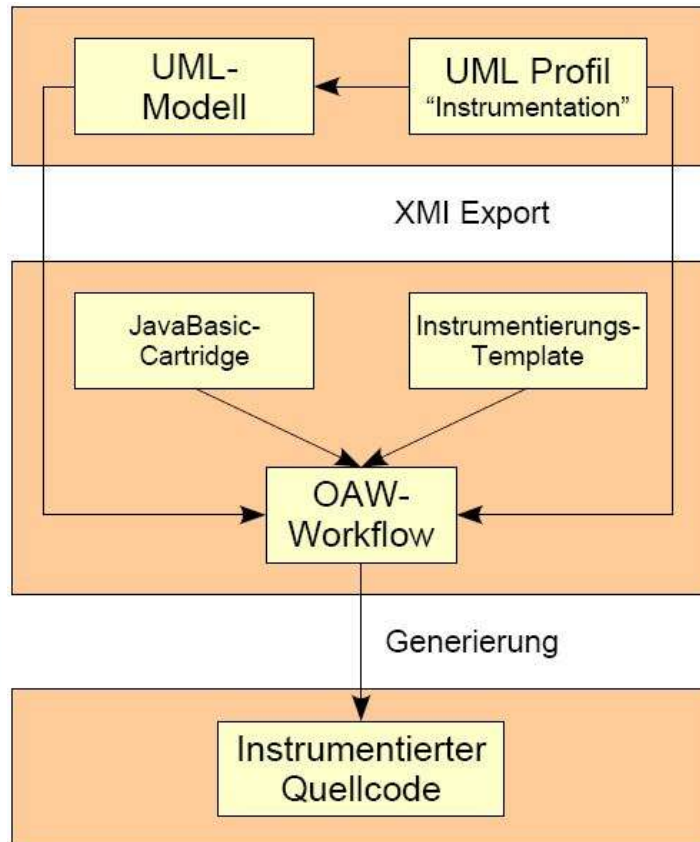 UML-
Modell
UML Profil
“Instrumentation”
XMI Export
JavaBasic-
Cartridge
Instrumentierungs-
Template
OAW-
Workflow
Generierung
Instrumentierter
Quellcode